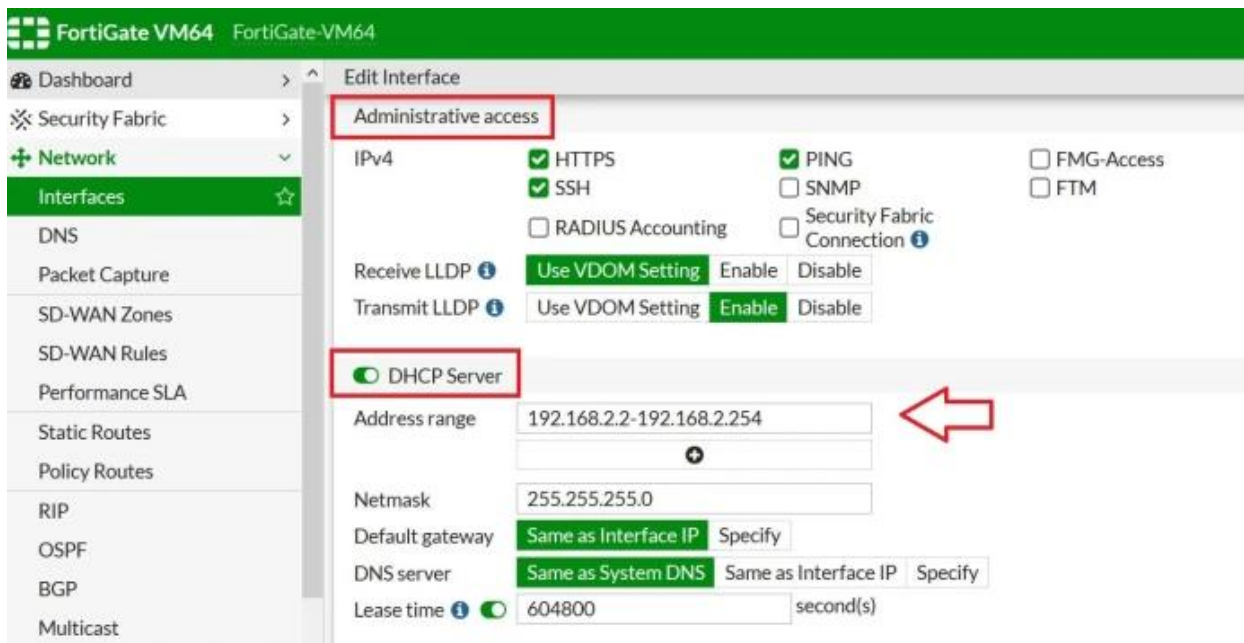 FortiGate VM64 FortiGate-VM64
Dashboard
Security Fabric
Network
Interfaces
DNS
Packet Capture
SD-WAN Zones
SD-WAN Rules
Performance SLA
Static Routes
Policy Routes
RIP
OSPF
BGP
Multicast
Edit Interface
Administrative access
IPv4 HTTPS PING FMG-Access
SSH SNMP FTM
RADIUS Accounting Security Fabric
Connection
Receive LLDP Use VDOM Setting Enable Disable
Transmit LLDP Use VDOM Setting Enable Disable
DHCP Server
Address range 192.168.2.2-192.168.2.254
Netmask 255.255.255.0
Default gateway Same as Interface IP Specify
DNS server Same as System DNS Same as Interface IP Specify
Lease time 604800 second(s)